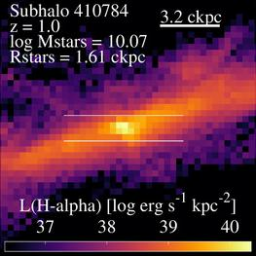 Subhalo 410784
z = 1.0
log Mstars = 10.07
Rstars = 1.61 ckpc
3.2 ckpc
L(H-alpha) [log erg s⁻¹ kpc⁻²]
37 38 39 40